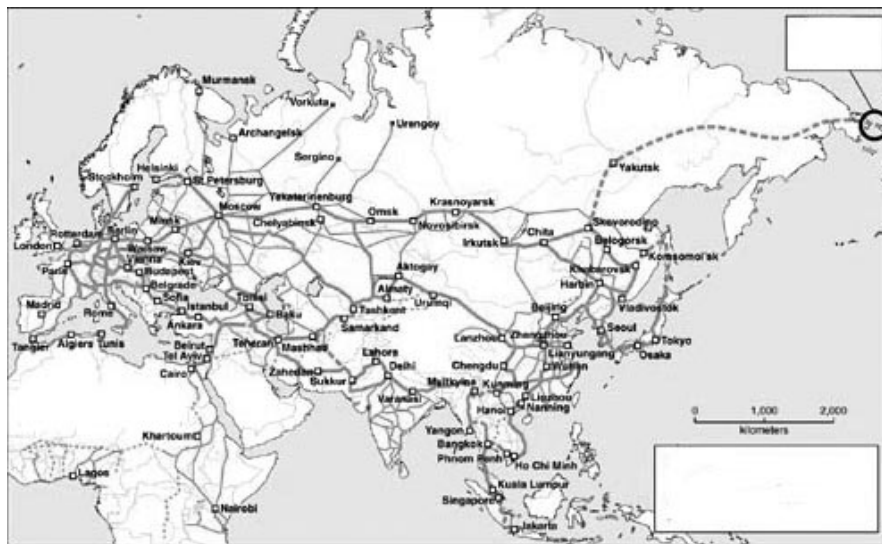 Murmansk
Vorkuta
Urengoy
Archangelsk
Sergino
Helsinki
Stockholm
St. Petersburg
Yakutsk
Yekaterinenburg
Krasnoyarsk
Moscow
Omsk
Minsk
Chelyabinsk
Novosibirsk
Skovorodino
Rotterdam
Berlin
Chita
London
Irkutsk
Belogorsk
Warsaw
Komsomol'sk
Kiev
Vienna
Paris
Budapest
Aktogay
Khabarovsk
Belgrade
Almaty
Harbin
Urumqi
Sofia
Tbilisi
Madrid
Istanbul
Vladivostok
Rome
Baku
Tashkent
Beijing
Ankara
Samarkand
Seoul
Tangier
Algiers
Tunis
Beirut
Tehran
Mashhad
Lanzhou
Zhengzhou
Tokyo
Tel Aviv
Lahore
Lianyungang
Osaka
Cairo
Zahedan
Delhi
Chengdu
Wuhan
Sukkur
Myitkyina
Kunming
Varanasi
Liuzhou
Hanoi
Nanning
0 1,000 2,000
kilometers
Khartoum
Yangon
Bangkok
Phnom Penh
Ho Chi Minh
Lagos
Kuala Lumpur
Singapore
Nairobi
Jakarta